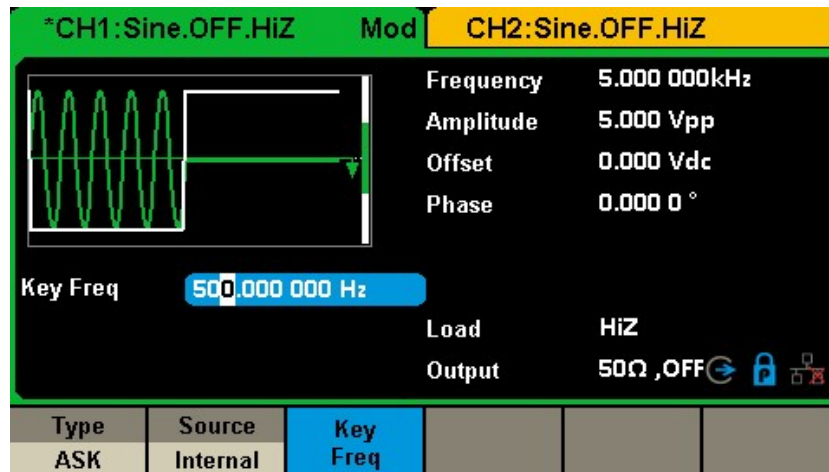 *CH1:Sine.OFF.HiZ Mod CH2:Sine.OFF.HiZ
Frequency 5.000 000kHz
Amplitude 5.000 Vpp
Offset 0.000 Vdc
Phase 0.000 0 °
Key Freq 500.000 000 Hz
Load HiZ
Output 50Ω ,OFF P
Type Source Key Freq
ASK Internal